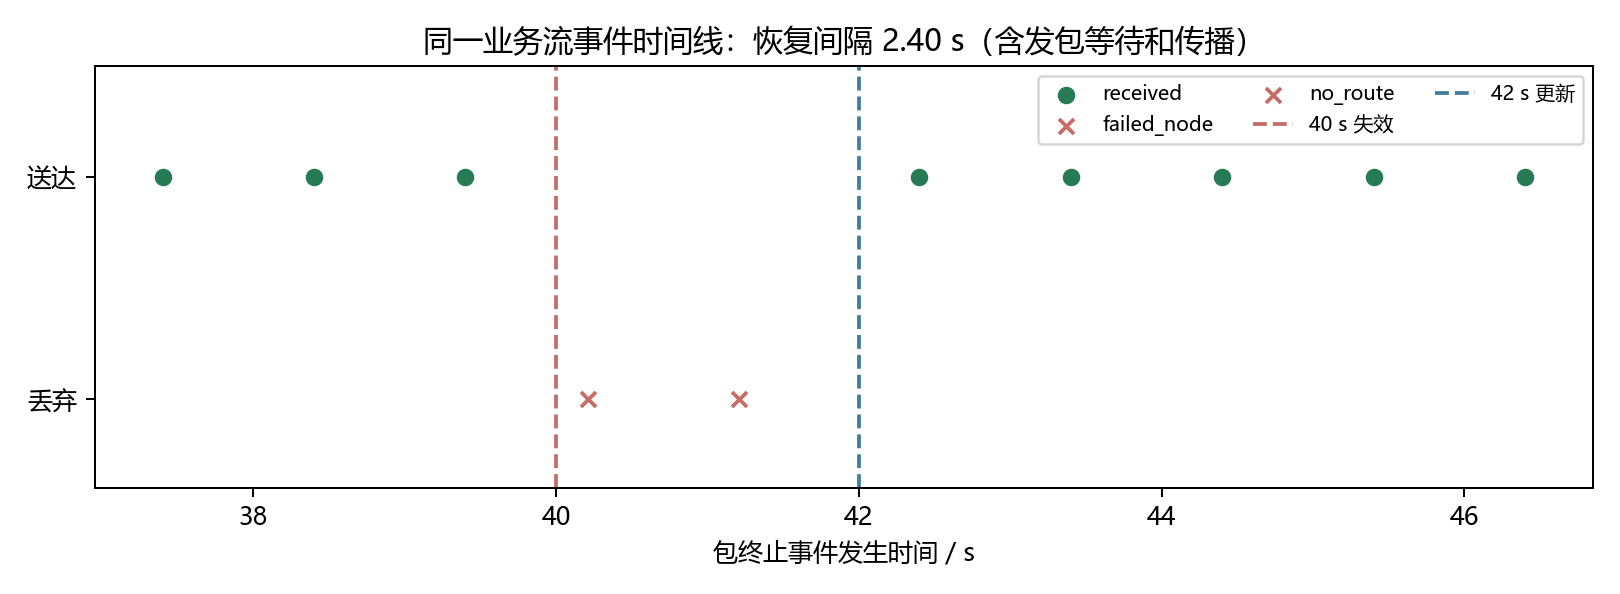 同一业务流事件时间线：恢复间隔 2.40 s（含发包等待和传播）
received
failed_node
no_route
40 s 失效
42 s 更新
送达
丢弃
38
40
42
44
46
包终止事件发生时间 / s